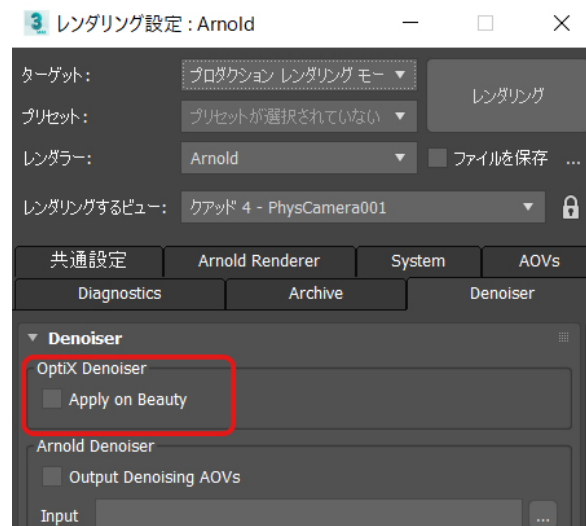 3 レンダリング設定 : Arnold
ターゲット:
プロダクション レンダリング モー
レンダリング
プリセット:
プリセットが選択されていない
レンダラー:
Arnold
ファイルを保存 ...
レンダリングするビュー:
クアッド 4 - PhysCamera001
共通設定
Arnold Renderer
System
AOVs
Diagnostics
Archive
Denoiser
Denoiser
OptiX Denoiser
Apply on Beauty
Arnold Denoiser
Output Denoising AOVs
Input
...